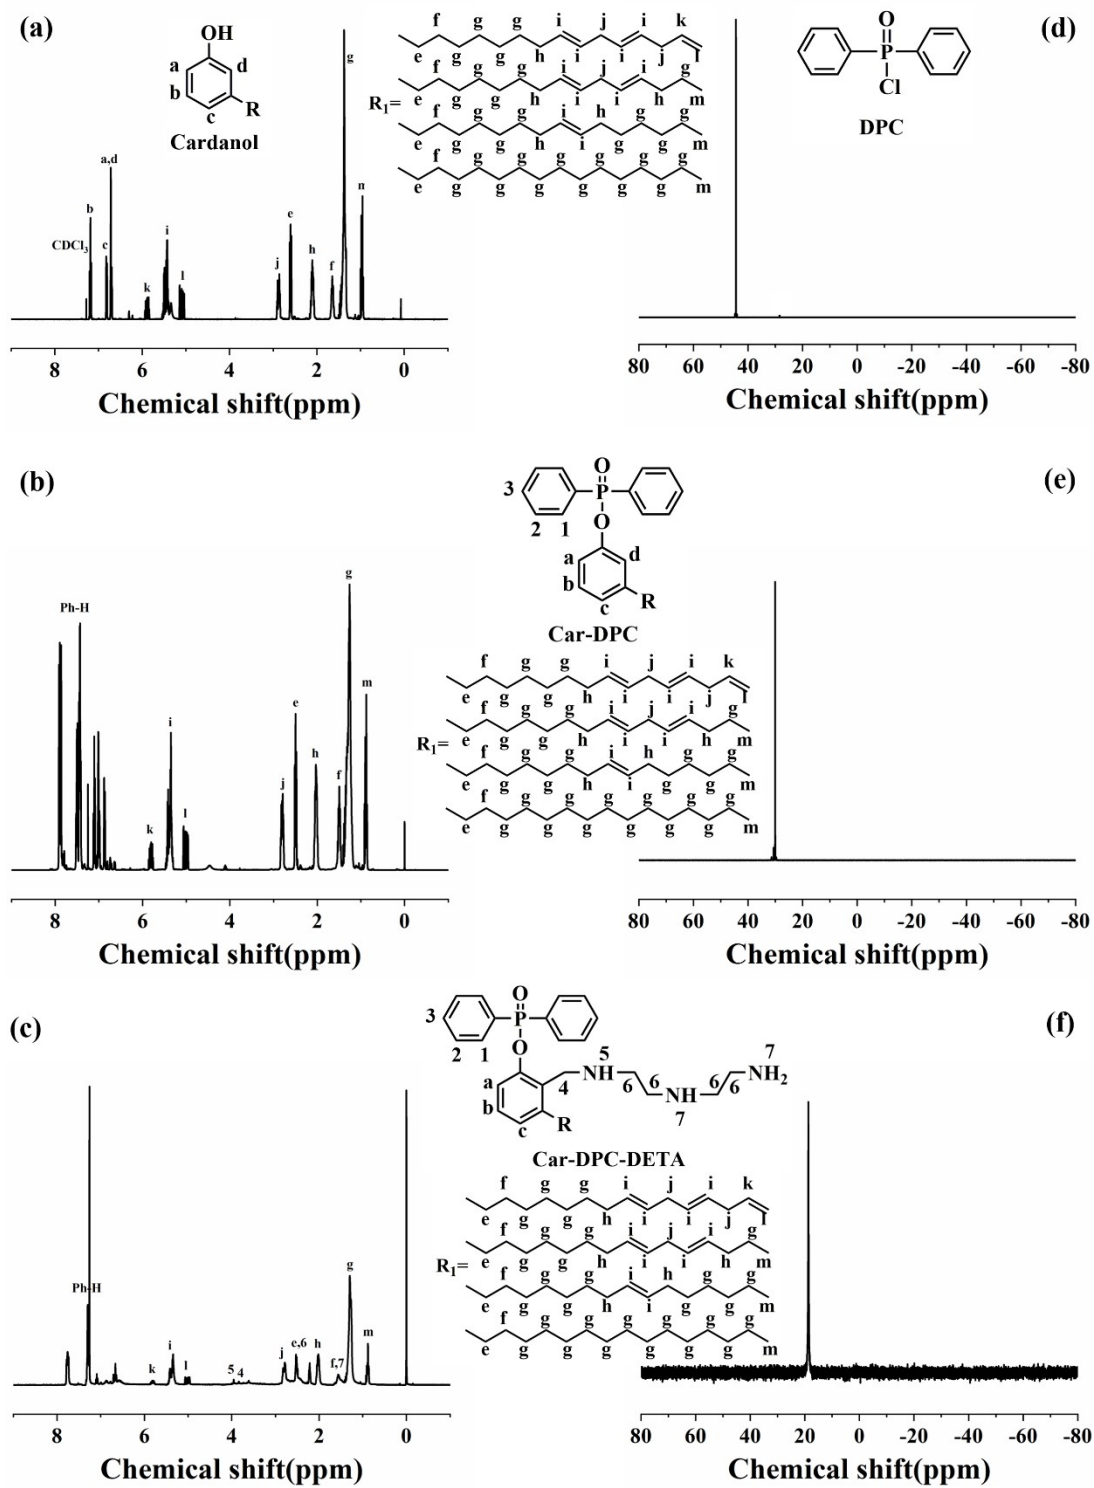 (a)
OH
a
d
b
c
R
Cardanol
f g g g i j i k
e g g h i i j l
f g g g i j i g
R1=
e g g h i i h m
f g g g i h g g
e g g h i g g m
f g g g g g g g
e g g g g g g m
g
a,d
b
CDCl3
c
i
e
n
k
l
j
h
f
8 6 4 2 0
Chemical shift(ppm)
(d)
O
P
Cl
DPC
80 60 40 20 0 -20 -40 -60 -80
Chemical shift(ppm)
(b)
O
3
P
2 1
O
a
d
b
c
R
Car-DPC
f g g i j i k
e g g h i i j l
f g g g i j i g
R1=
e g g h i i h m
f g g g i h g g
e g g h i g g m
f g g g g g g g
e g g g g g g m
g
Ph-H
i
e
m
k
l
j
h
f
8 6 4 2 0
Chemical shift(ppm)
(e)
80 60 40 20 0 -20 -40 -60 -80
Chemical shift(ppm)
(c)
O
3
P
2 1
O
5
NH
7
NH2
a
4
6
6
NH
7
6
6
b
c
R
Car-DPC-DETA
f g g i j i k
e g h i i j l
f g g g i j i g
R1=
e g g h i i h m
f g g g i h g g
e g g h i g g m
f g g g g g g g
e g g g g g g m
Ph-H
g
i
k
l
5
4
j
e,6
h
f,7
m
8 6 4 2 0
Chemical shift(ppm)
(f)
80 60 40 20 0 -20 -40 -60 -80
Chemical shift(ppm)